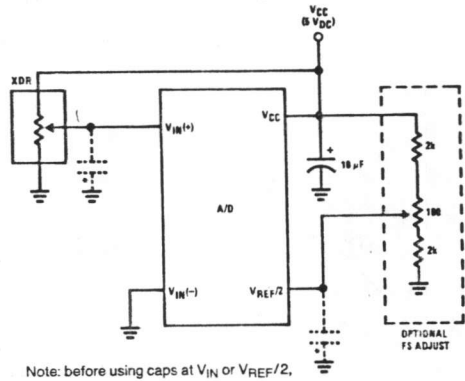 VCC
(5 VDC)
XDR
VIN(+)
VCC
2k
+
10 μF
100
A/D
2k
VIN(−)
VREF/2
*
*
OPTIONAL
FS ADJUST
Note: before using caps at VIN or VREF/2,